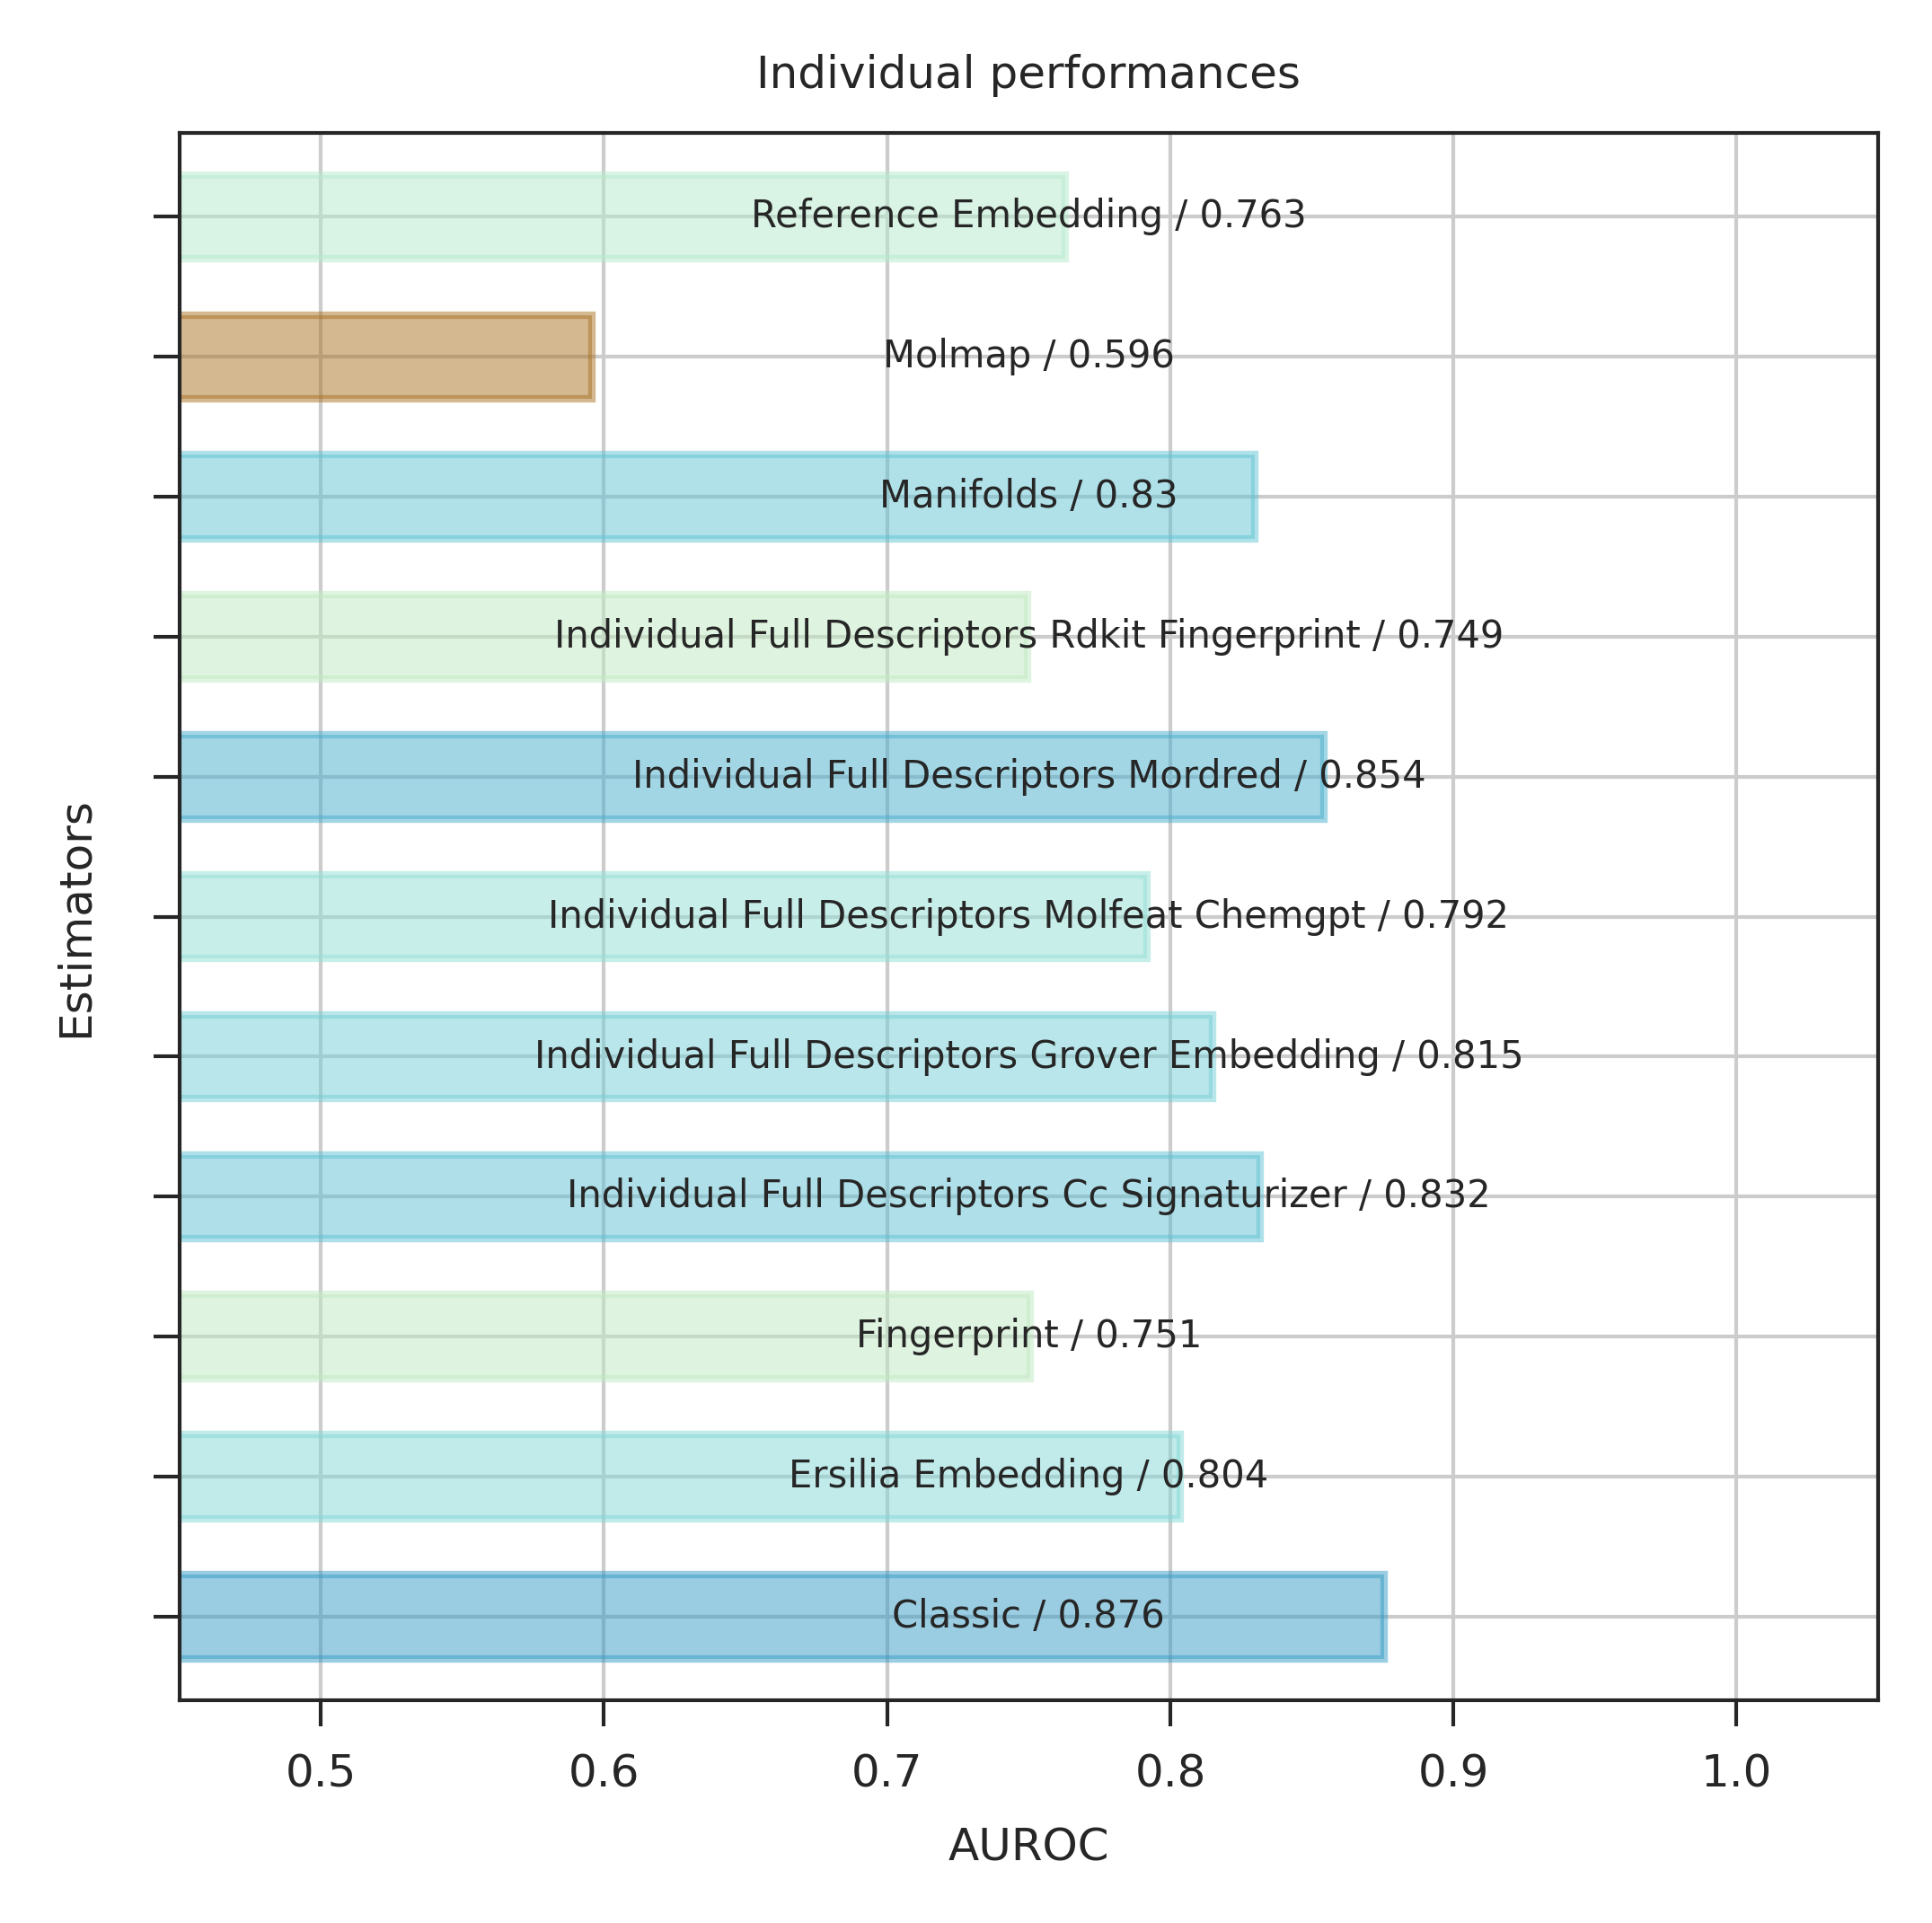 Individual performances
Reference Embedding / 0.763
Molmap / 0.596
Manifolds / 0.83
Individual Full Descriptors Rdkit Fingerprint / 0.749
Individual Full Descriptors Mordred / 0.854
Individual Full Descriptors Molfeat Chemgpt / 0.792
Individual Full Descriptors Grover Embedding / 0.815
Individual Full Descriptors Cc Signaturizer / 0.832
Fingerprint / 0.751
Ersilia Embedding / 0.804
Classic / 0.876
Estimators
0.5 0.6 0.7 0.8 0.9 1.0
AUROC